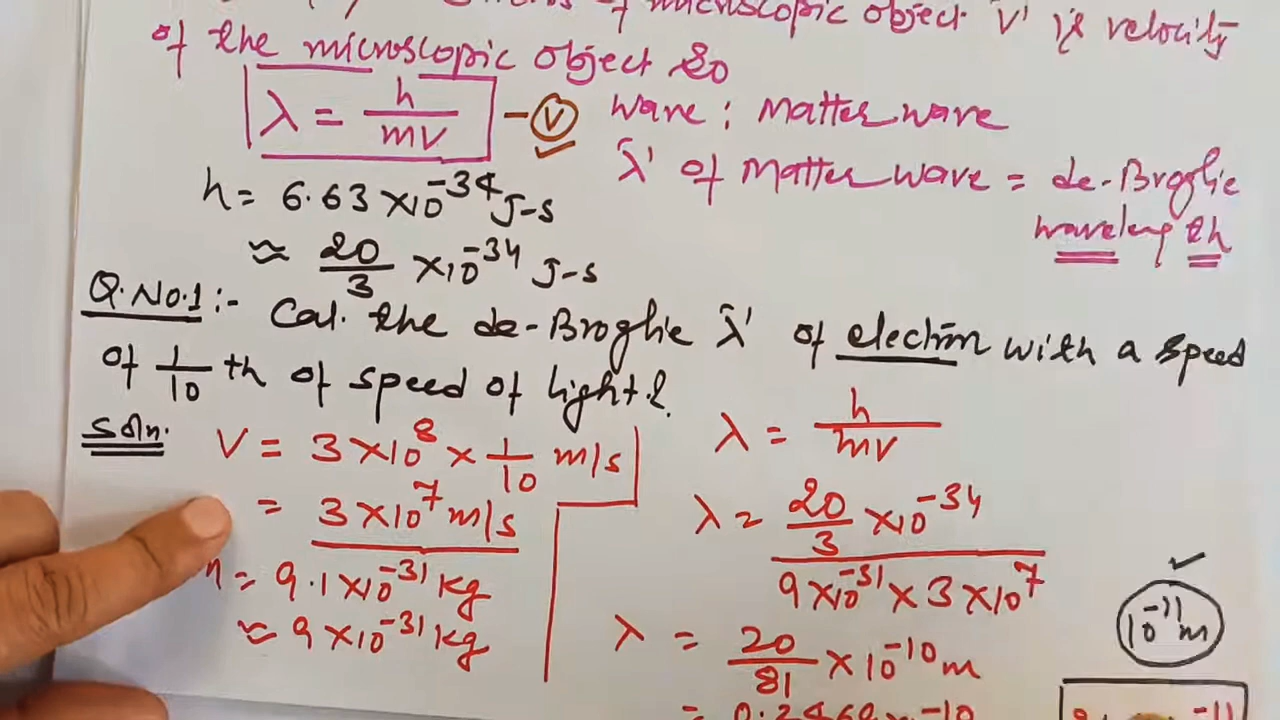 of microscopic object 'v' is velocity
of the microscopic object so
λ = h/mv - (V) wave : Matter wave
'λ' of Matter wave = de-Broglie wavelength
h = 6.63 ×10⁻³⁴ J-s
≈ 20/3 ×10⁻³⁴ J-s
Q.No.1:- Cal. the de-Broglie 'λ' of electron with a speed
of 1/10 th of speed of light.?
Soln.
V = 3×10⁸ × 1/10 m/s
= 3×10⁷ m/s
= 9.1×10⁻³¹ kg
≈ 9×10⁻³¹ kg
λ = h/mv
λ = 20/3 ×10⁻³⁴ / 9×10⁻³¹ × 3×10⁷
λ = 20/81 ×10⁻¹⁰ m
10⁻¹¹ m